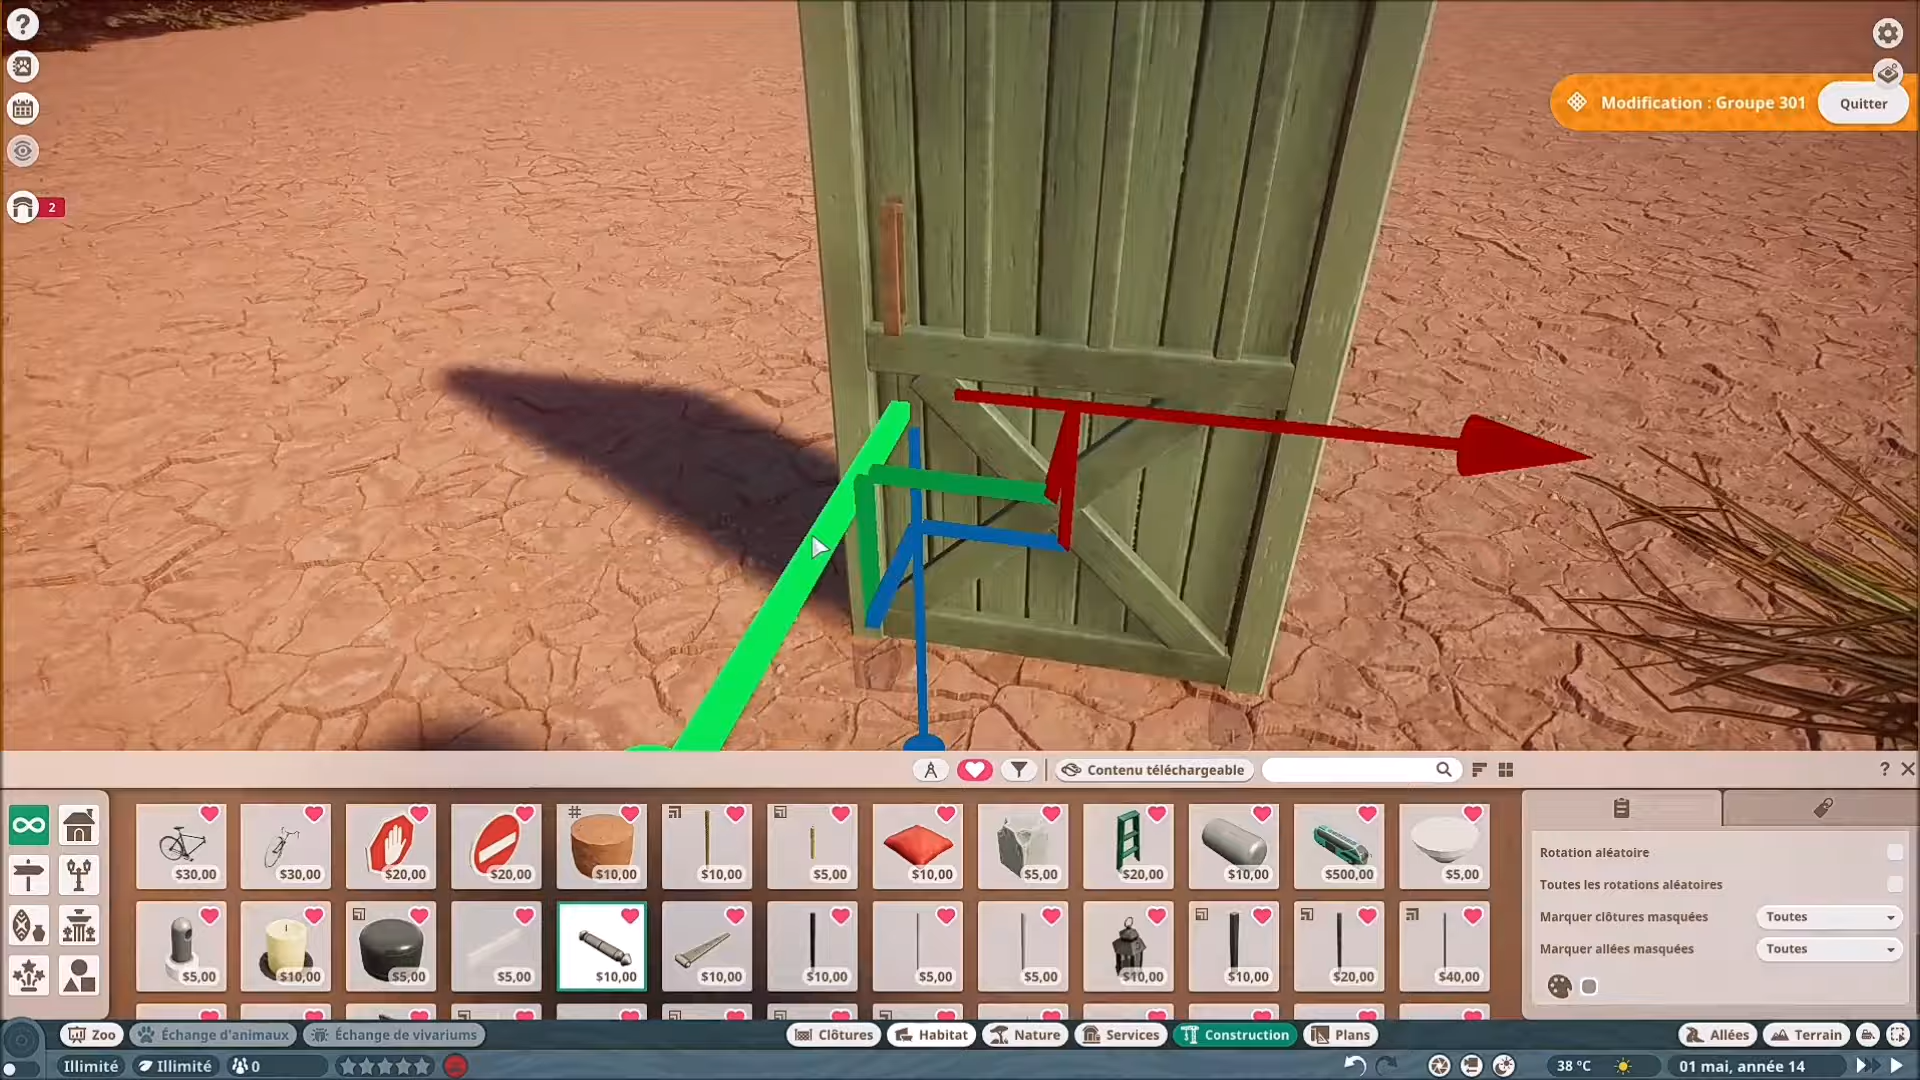 ?
2
Modification : Groupe 301
Quitter
Contenu téléchargeable
?
$30,00
$30,00
$20,00
$20,00
$10,00
$10,00
$5,00
$10,00
$5,00
$20,00
$10,00
$500,00
$5,00
$5,00
$10,00
$5,00
$5,00
$10,00
$10,00
$10,00
$5,00
$5,00
$10,00
$10,00
$20,00
$40,00
Rotation aléatoire
Toutes les rotations aléatoires
Marquer clôtures masquées
Toutes
Marquer allées masquées
Toutes
Zoo
Échange d'animaux
Échange de vivariums
Clôtures
Habitat
Nature
Services
Construction
Plans
Allées
Terrain
Illimité
Illimité
0
38 °C
01 mai, année 14